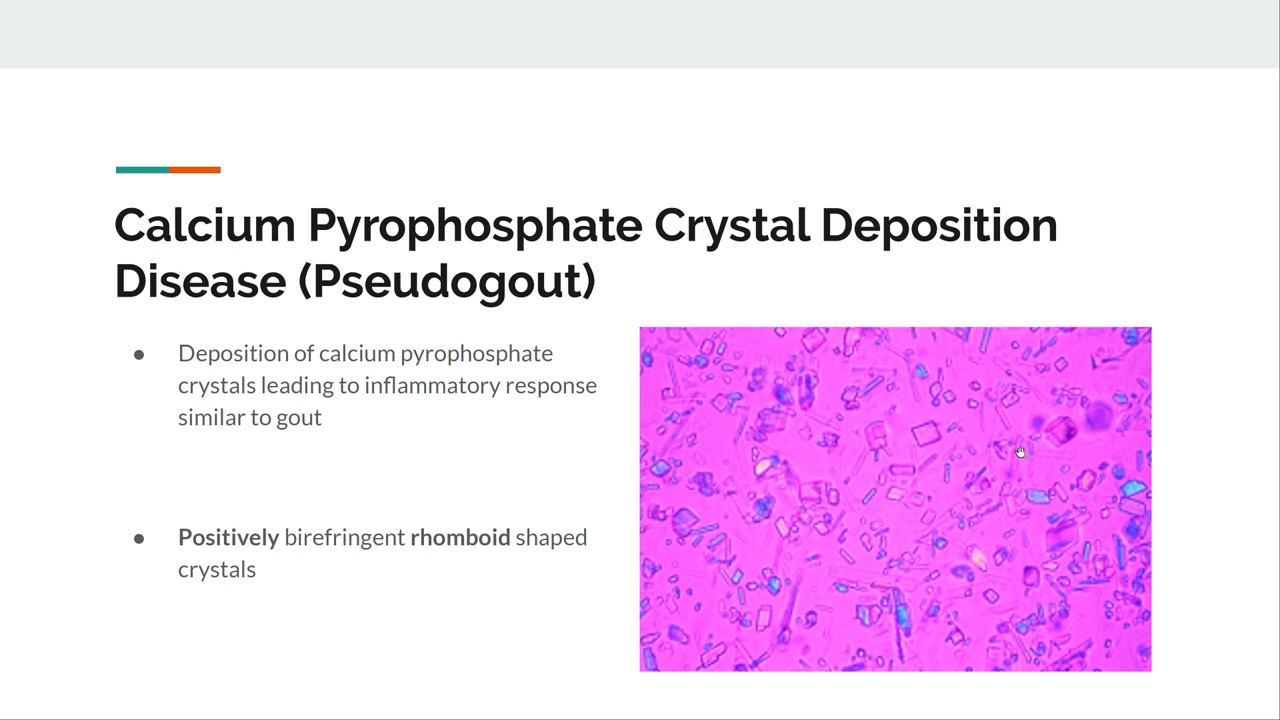 Calcium Pyrophosphate Crystal Deposition
Disease (Pseudogout)
● Deposition of calcium pyrophosphate
crystals leading to inflammatory response
similar to gout
● Positively birefringent rhomboid shaped
crystals